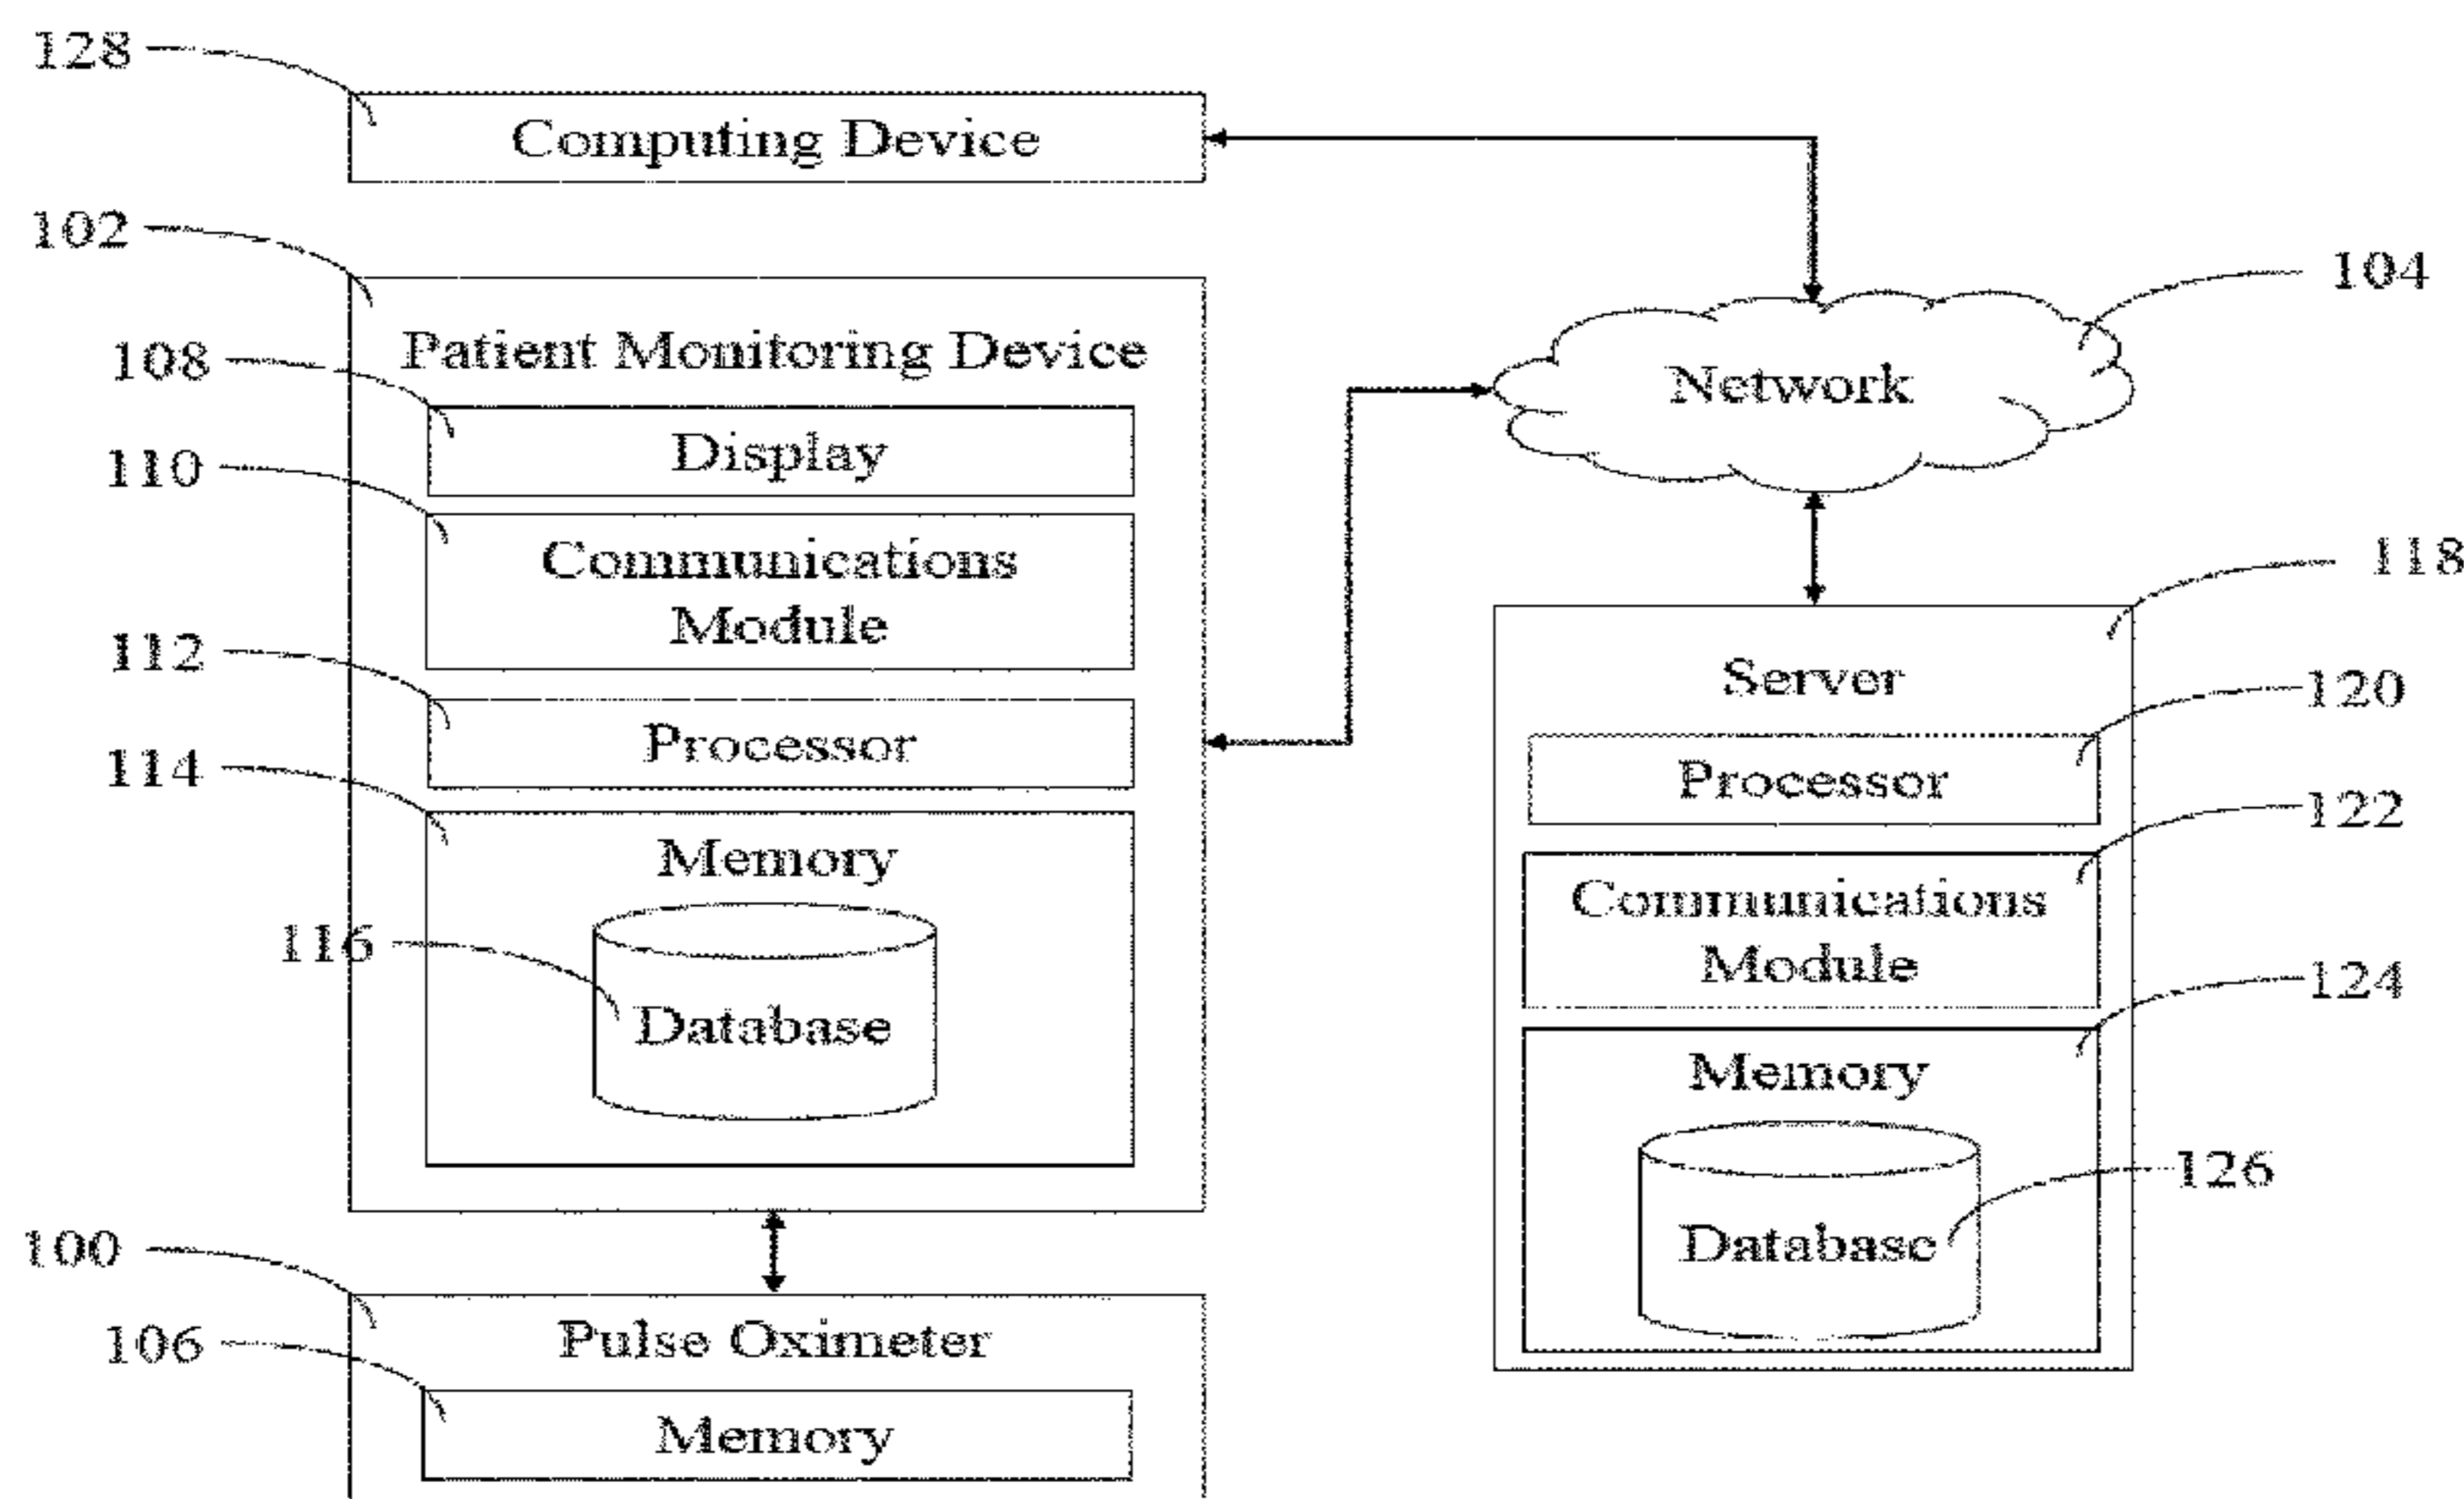 128
Computing Device
102
104
Patient Monitoring Device
108
Network
Display
110
Communications
Module
118
112
Server
120
Processor
114
Processor
122
Memory
Communications
Module
116
124
Database
Memory
126
100
Database
Pulse Oximeter
106
Memory